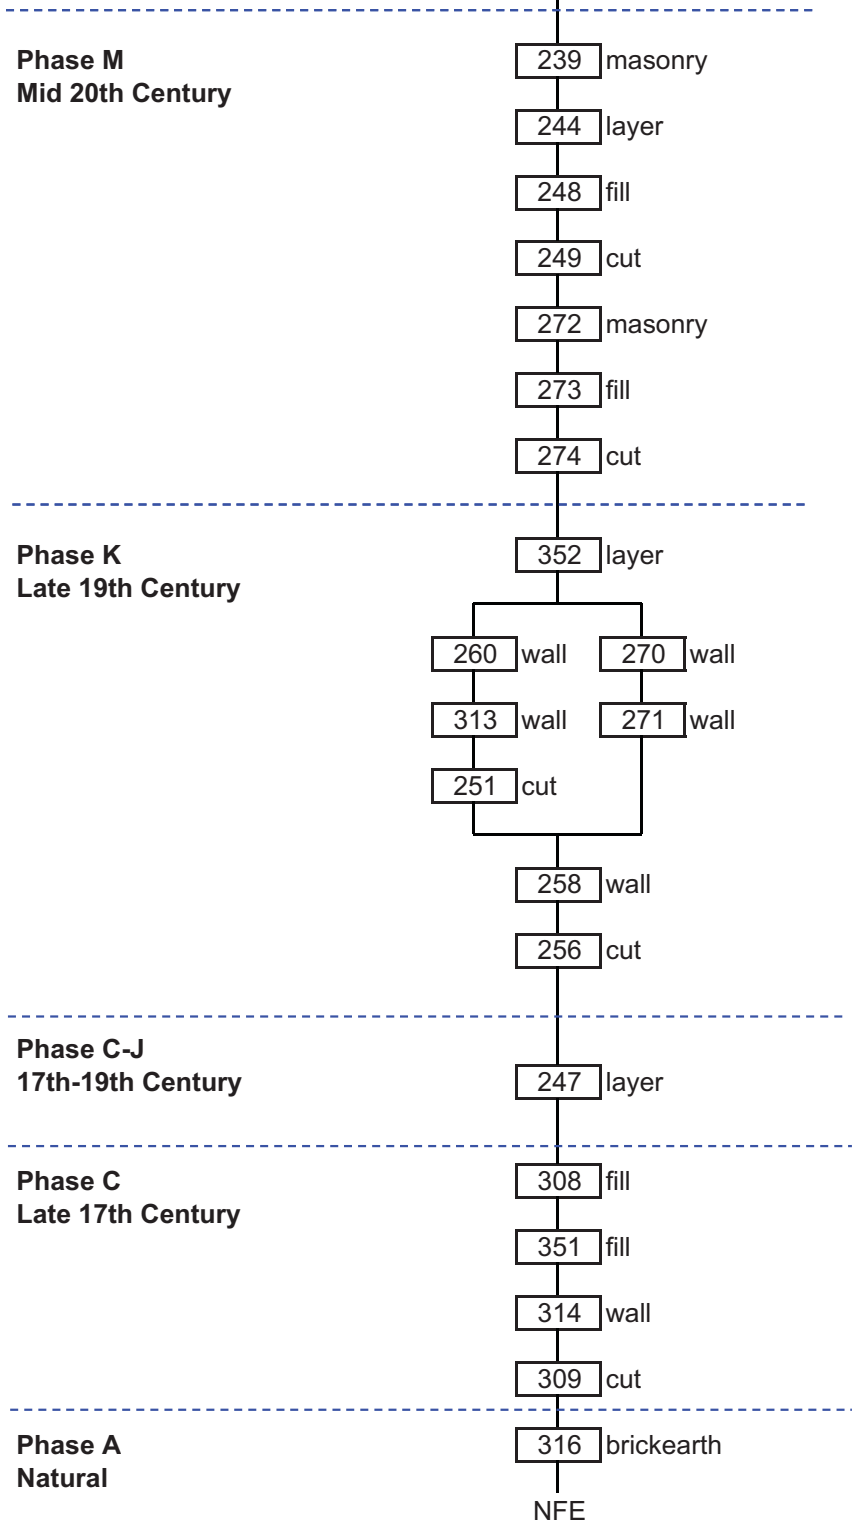 Phase M
Mid 20th Century
239 masonry
244 layer
248 fill
249 cut
272 masonry
273 fill
274 cut
Phase K
Late 19th Century
352 layer
260 wall 270 wall
313 wall 271 wall
251 cut
258 wall
256 cut
Phase C-J
17th-19th Century
247 layer
Phase C
Late 17th Century
308 fill
351 fill
314 wall
309 cut
Phase A
Natural
316 brickearth
NFE